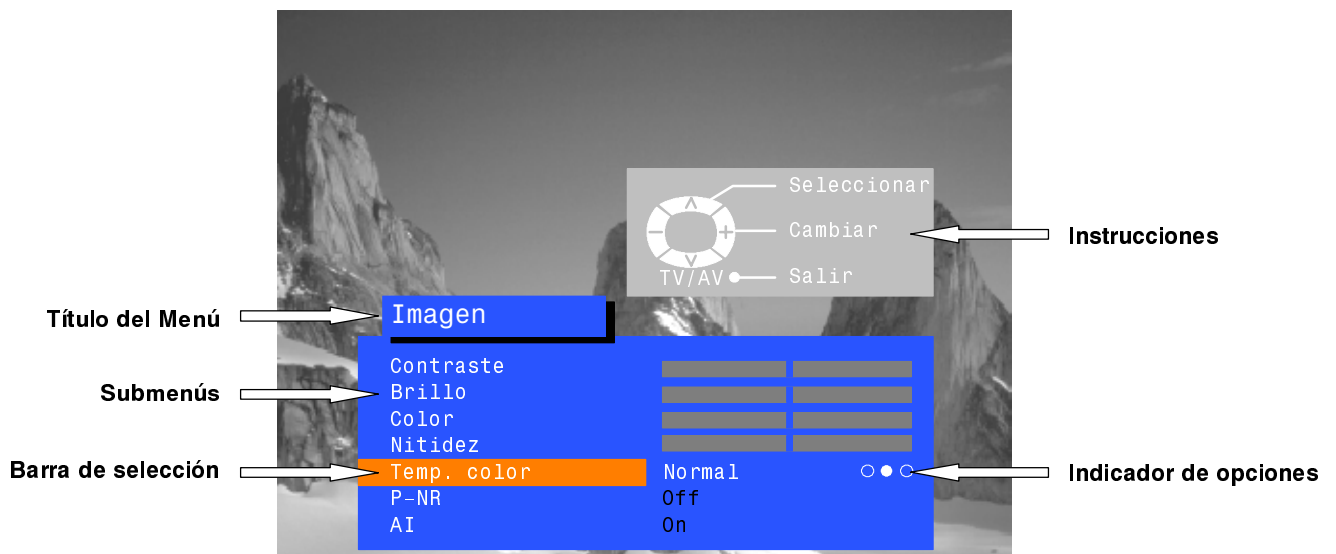 Seleccionar
Cambiar
TV/AV Salir
Instrucciones
Título del Menú
Imagen
Contraste
Submenús
Brillo
Color
Nitidez
Barra de selección
Temp. color Normal
Indicador de opciones
P-NR Off
AI On